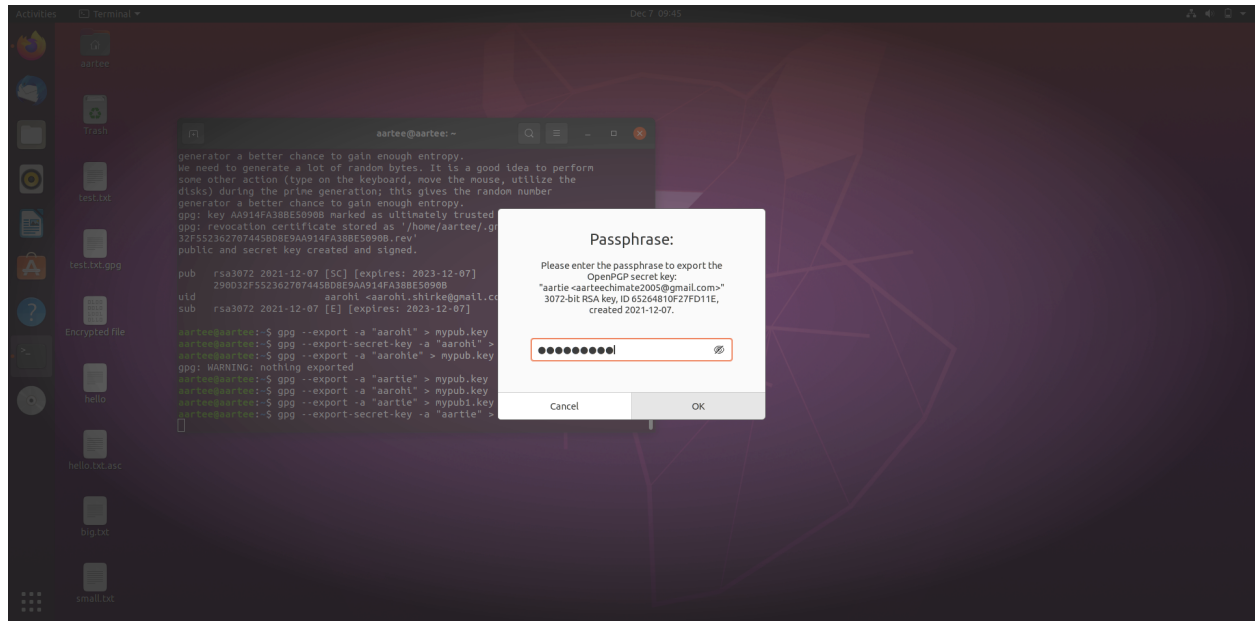 Activities
Terminal
Dec 7 09:45
aartee
Trash
test.txt
test.txt.gpg
Encrypted file
hello
hello.txt.asc
big.txt
small.txt
aartee@aartee: ~
generator a better chance to gain enough entropy.
We need to generate a lot of random bytes. It is a good idea to perform
some other action (type on the keyboard, move the mouse, utilize the
disks) during the prime generation; this gives the random number
generator a better chance to gain enough entropy.
gpg: key AA914FA38BE5090B marked as ultimately trusted
gpg: revocation certificate stored as '/home/aartee/.gn
32F552362707445BD8E9AA914FA38BE5090B.rev'
public and secret key created and signed.
pub rsa3072 2021-12-07 [SC] [expires: 2023-12-07]
290D32F552362707445BD8E9AA914FA38BE5090B
uid aarohi <aarohi.shirke@gmail.co
sub rsa3072 2021-12-07 [E] [expires: 2023-12-07]
aartee@aartee:~$ gpg --export -a "aarohi" > mypub.key
aartee@aartee:~$ gpg --export-secret-key -a "aarohi" >
aartee@aartee:~$ gpg --export -a "aarohie" > mypub.key
gpg: WARNING: nothing exported
aartee@aartee:~$ gpg --export -a "aartie" > mypub.key
aartee@aartee:~$ gpg --export -a "aarohi" > mypub.key
aartee@aartee:~$ gpg --export -a "aartie" > mypub1.key
aartee@aartee:~$ gpg --export-secret-key -a "aartie" >
Passphrase:
Please enter the passphrase to export the
OpenPGP secret key:
"aartie <aarteechimate2005@gmail.com>"
3072-bit RSA key, ID 65264810F27FD11E,
created 2021-12-07.
Cancel
OK